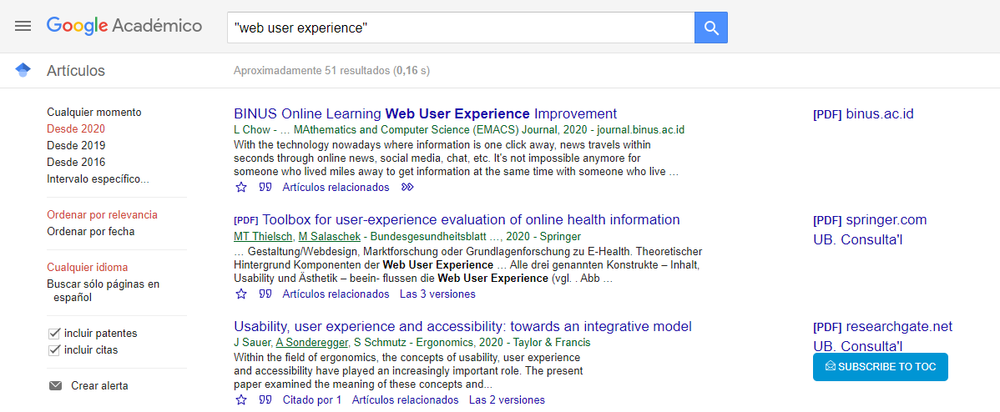 Google Académico
"web user experience"
Artículos
Aproximadamente 51 resultados (0,16 s)
Cualquier momento
Desde 2020
Desde 2019
Desde 2016
Intervalo específico...
Ordenar por relevancia
Ordenar por fecha
Cualquier idioma
Buscar sólo páginas en
español
incluir patentes
incluir citas
Crear alerta
BINUS Online Learning Web User Experience Improvement
L Chow - … MAthematics and Computer Science (EMACS) Journal, 2020 - journal.binus.ac.id
With the technology nowadays where information is one click away, news travels within
seconds through online news, social media, chat, etc. It's not impossible anymore for
someone who lived miles away to get information at the same time with someone who live …
Artículos relacionados
[PDF] binus.ac.id
[PDF] Toolbox for user-experience evaluation of online health information
MT Thielsch, M Salaschek - Bundesgesundheitsblatt …, 2020 - Springer
… Gestaltung/Webdesign, Marktforschung oder Grundlagenforschung zu E-Health. Theoretischer
Hintergrund Komponenten der Web User Experience … Alle drei genannten Konstrukte – Inhalt,
Usability und Ästhetik – beein- flussen die Web User Experience (vgl. . Abb …
Artículos relacionados Las 3 versiones
[PDF] springer.com
UB. Consulta'l
Usability, user experience and accessibility: towards an integrative model
J Sauer, A Sonderegger, S Schmutz - Ergonomics, 2020 - Taylor & Francis
Within the field of ergonomics, the concepts of usability, user experience
and accessibility have played an increasingly important role. The present
paper examined the meaning of these concepts and...
Citado por 1 Artículos relacionados Las 2 versiones
[PDF] researchgate.net
UB. Consulta'l
SUBSCRIBE TO TOC